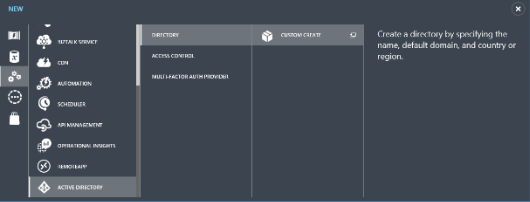 NEW
BIZTALK SERVICE
CDN
AUTOMATION
SCHEDULER
API MANAGEMENT
OPERATIONAL INSIGHTS
REMOTEAPP
ACTIVE DIRECTORY
DIRECTORY
ACCESS CONTROL
MULTI-FACTOR AUTH PROVIDER
CUSTOM CREATE
Create a directory by specifying the
name, default domain, and country or
region.